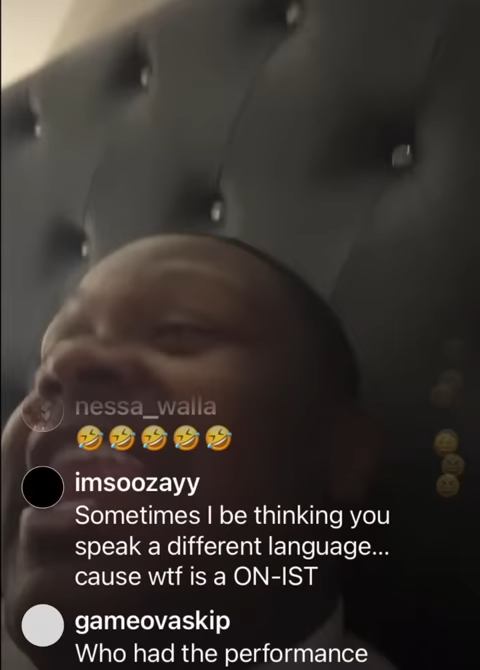 nessa_walla
🤣🤣🤣🤣🤣
imsoozayy
Sometimes I be thinking you
speak a different language...
cause wtf is a ON-IST
gameovaskip
Who had the performance